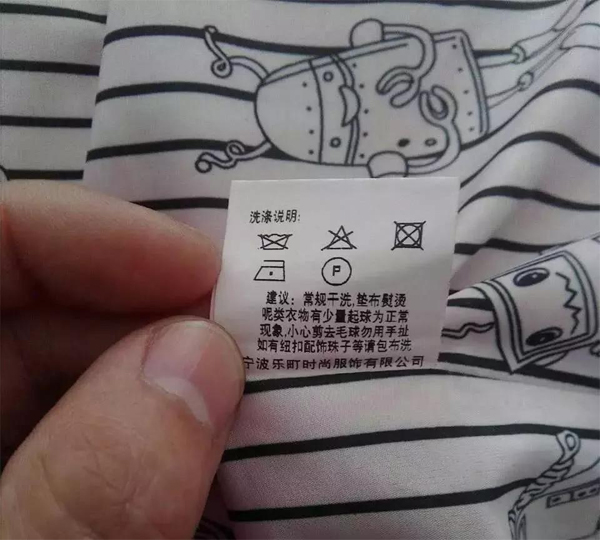 洗涤说明:
P
建议：常规干洗,垫布熨烫
呢类衣物有少量起球为正常
现象,小心剪去毛球勿用手扯
如有纽扣配饰珠子等请包布洗
宁波乐町时尚服饰有限公司